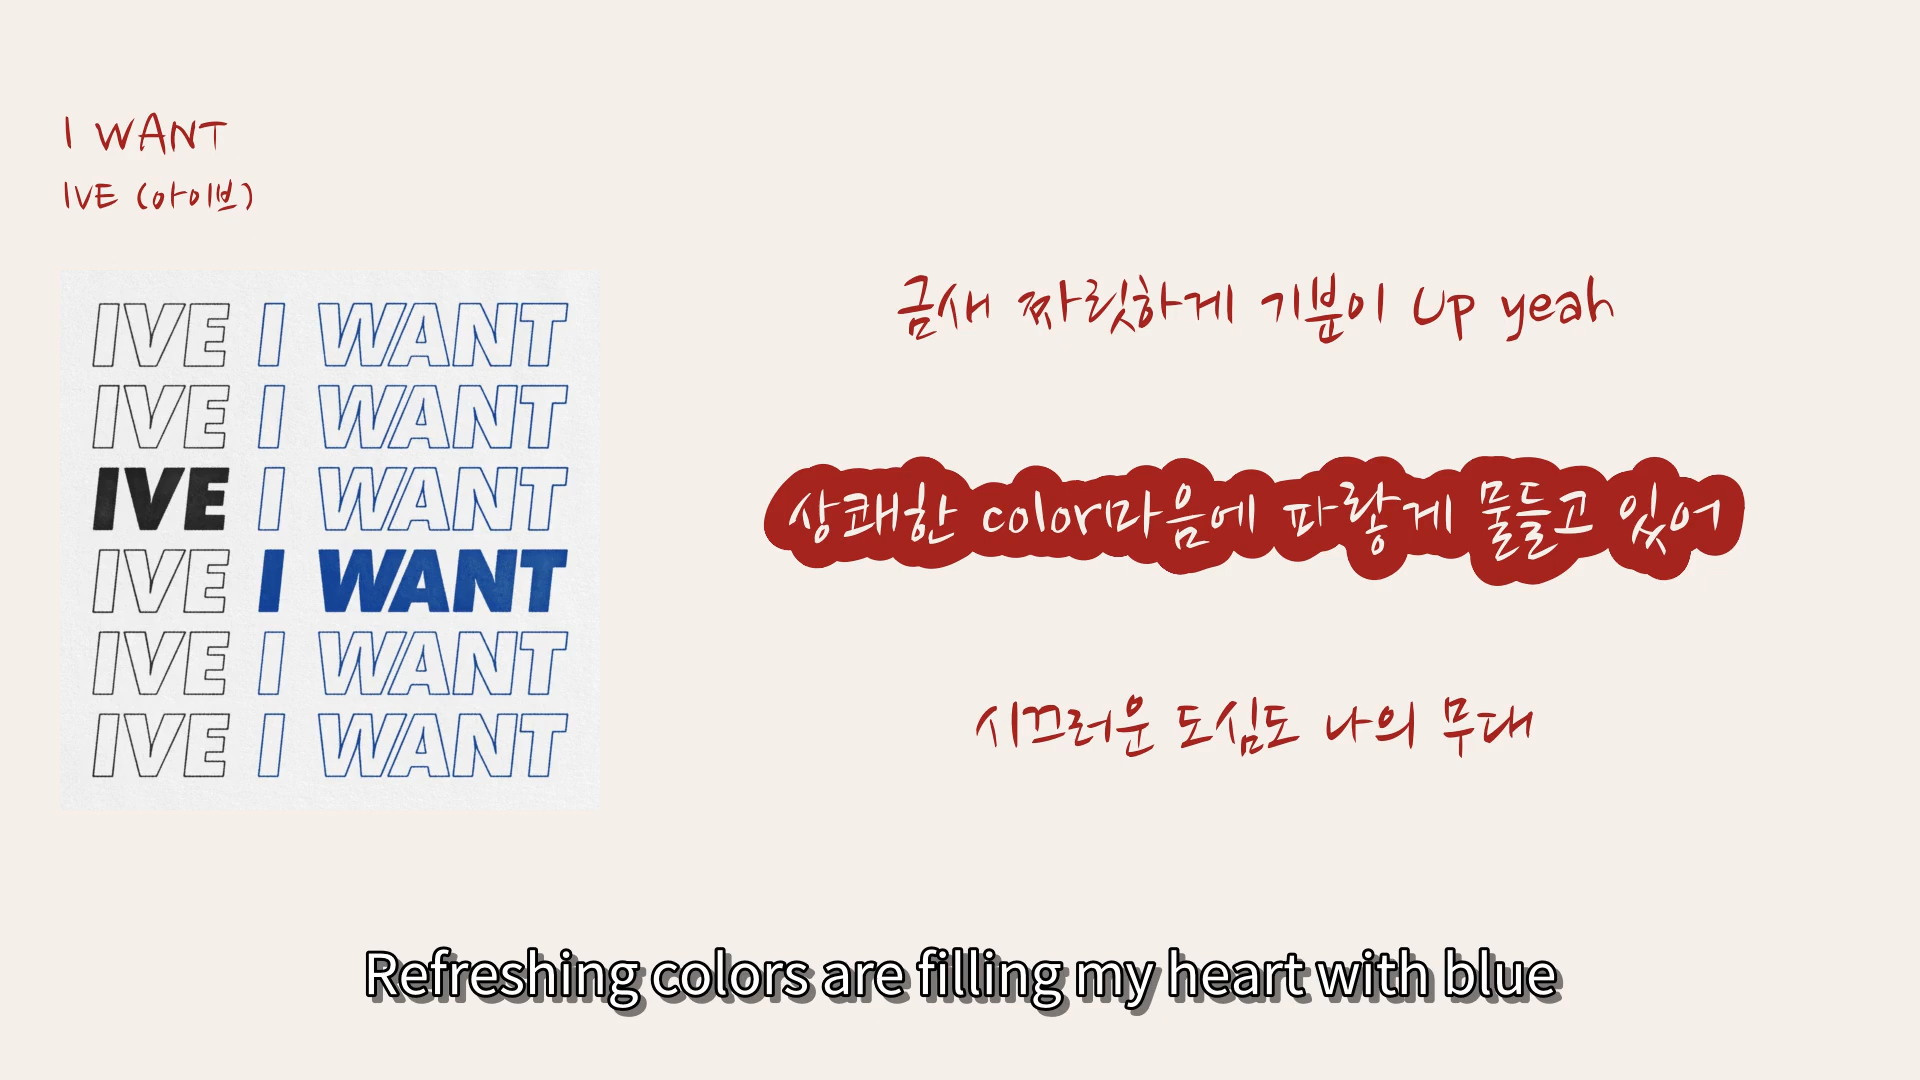 I WANT
IVE (아이브)
IVE I WANT
IVE I WANT
IVE I WANT
IVE I WANT
IVE I WANT
IVE I WANT
금새 짜릿하게 기분이 Up yeah
상쾌한 color마음에 파랗게 물들고 있어
시끄러운 도심도 나의 무대
Refreshing colors are filling my heart with blue